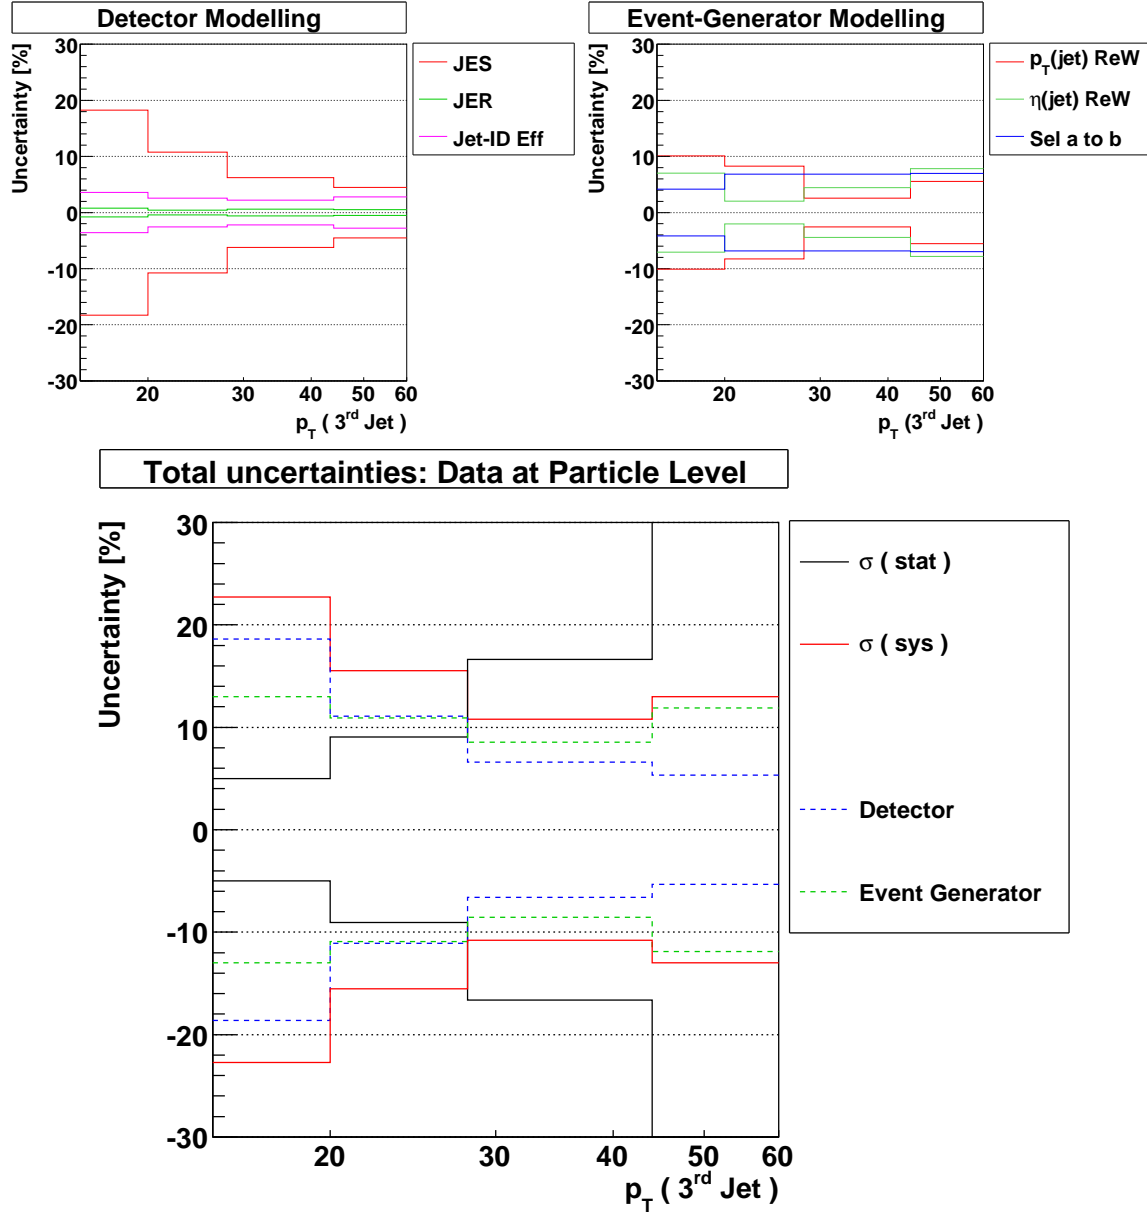 Detector Modelling
Uncertainty [%]
30
20
10
0
-10
-20
-30
20 30 40 50 60
p_T ( 3^rd Jet )
JES
JER
Jet-ID Eff
Event-Generator Modelling
Uncertainty [%]
30
20
10
0
-10
-20
-30
20 30 40 50 60
p_T (3^rd Jet )
p_T(jet) ReW
η(jet) ReW
Sel a to b
Total uncertainties: Data at Particle Level
Uncertainty [%]
30
20
10
0
-10
-20
-30
20 30 40 50 60
p_T ( 3^rd Jet )
σ ( stat )
σ ( sys )
Detector
Event Generator